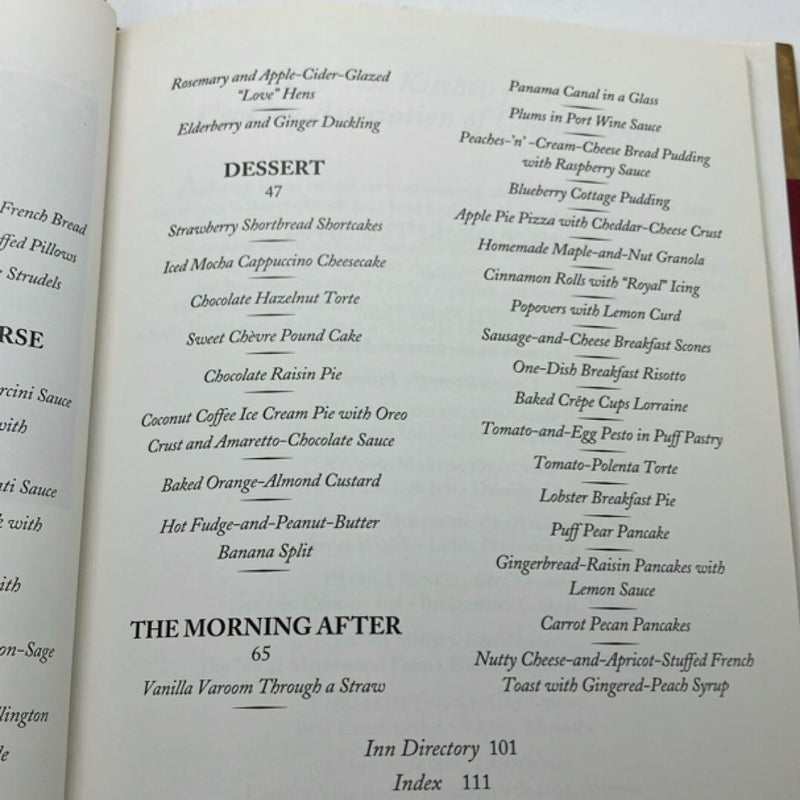 French Bread
ffed Pillows
Strudels
RSE
rcini Sauce
with
nti Sauce
with
ith
on-Sage
llington
Rosemary and Apple-Cider-Glazed
“Love” Hens
Elderberry and Ginger Duckling
DESSERT
47
Strawberry Shortbread Shortcakes
Iced Mocha Cappuccino Cheesecake
Chocolate Hazelnut Torte
Sweet Chèvre Pound Cake
Chocolate Raisin Pie
Coconut Coffee Ice Cream Pie with Oreo
Crust and Amaretto-Chocolate Sauce
Baked Orange-Almond Custard
Hot Fudge-and-Peanut-Butter
Banana Split
THE MORNING AFTER
65
Vanilla Varoom Through a Straw
Panama Canal in a Glass
Plums in Port Wine Sauce
Peaches-’n’-Cream-Cheese Bread Pudding
with Raspberry Sauce
Blueberry Cottage Pudding
Apple Pie Pizza with Cheddar-Cheese Crust
Homemade Maple-and-Nut Granola
Cinnamon Rolls with “Royal” Icing
Popovers with Lemon Curd
Sausage-and-Cheese Breakfast Scones
One-Dish Breakfast Risotto
Baked Crêpe Cups Lorraine
Tomato-and-Egg Pesto in Puff Pastry
Tomato-Polenta Torte
Lobster Breakfast Pie
Puff Pear Pancake
Gingerbread-Raisin Pancakes with
Lemon Sauce
Carrot Pecan Pancakes
Nutty Cheese-and-Apricot-Stuffed French
Toast with Gingered-Peach Syrup
Inn Directory 101
Index 111